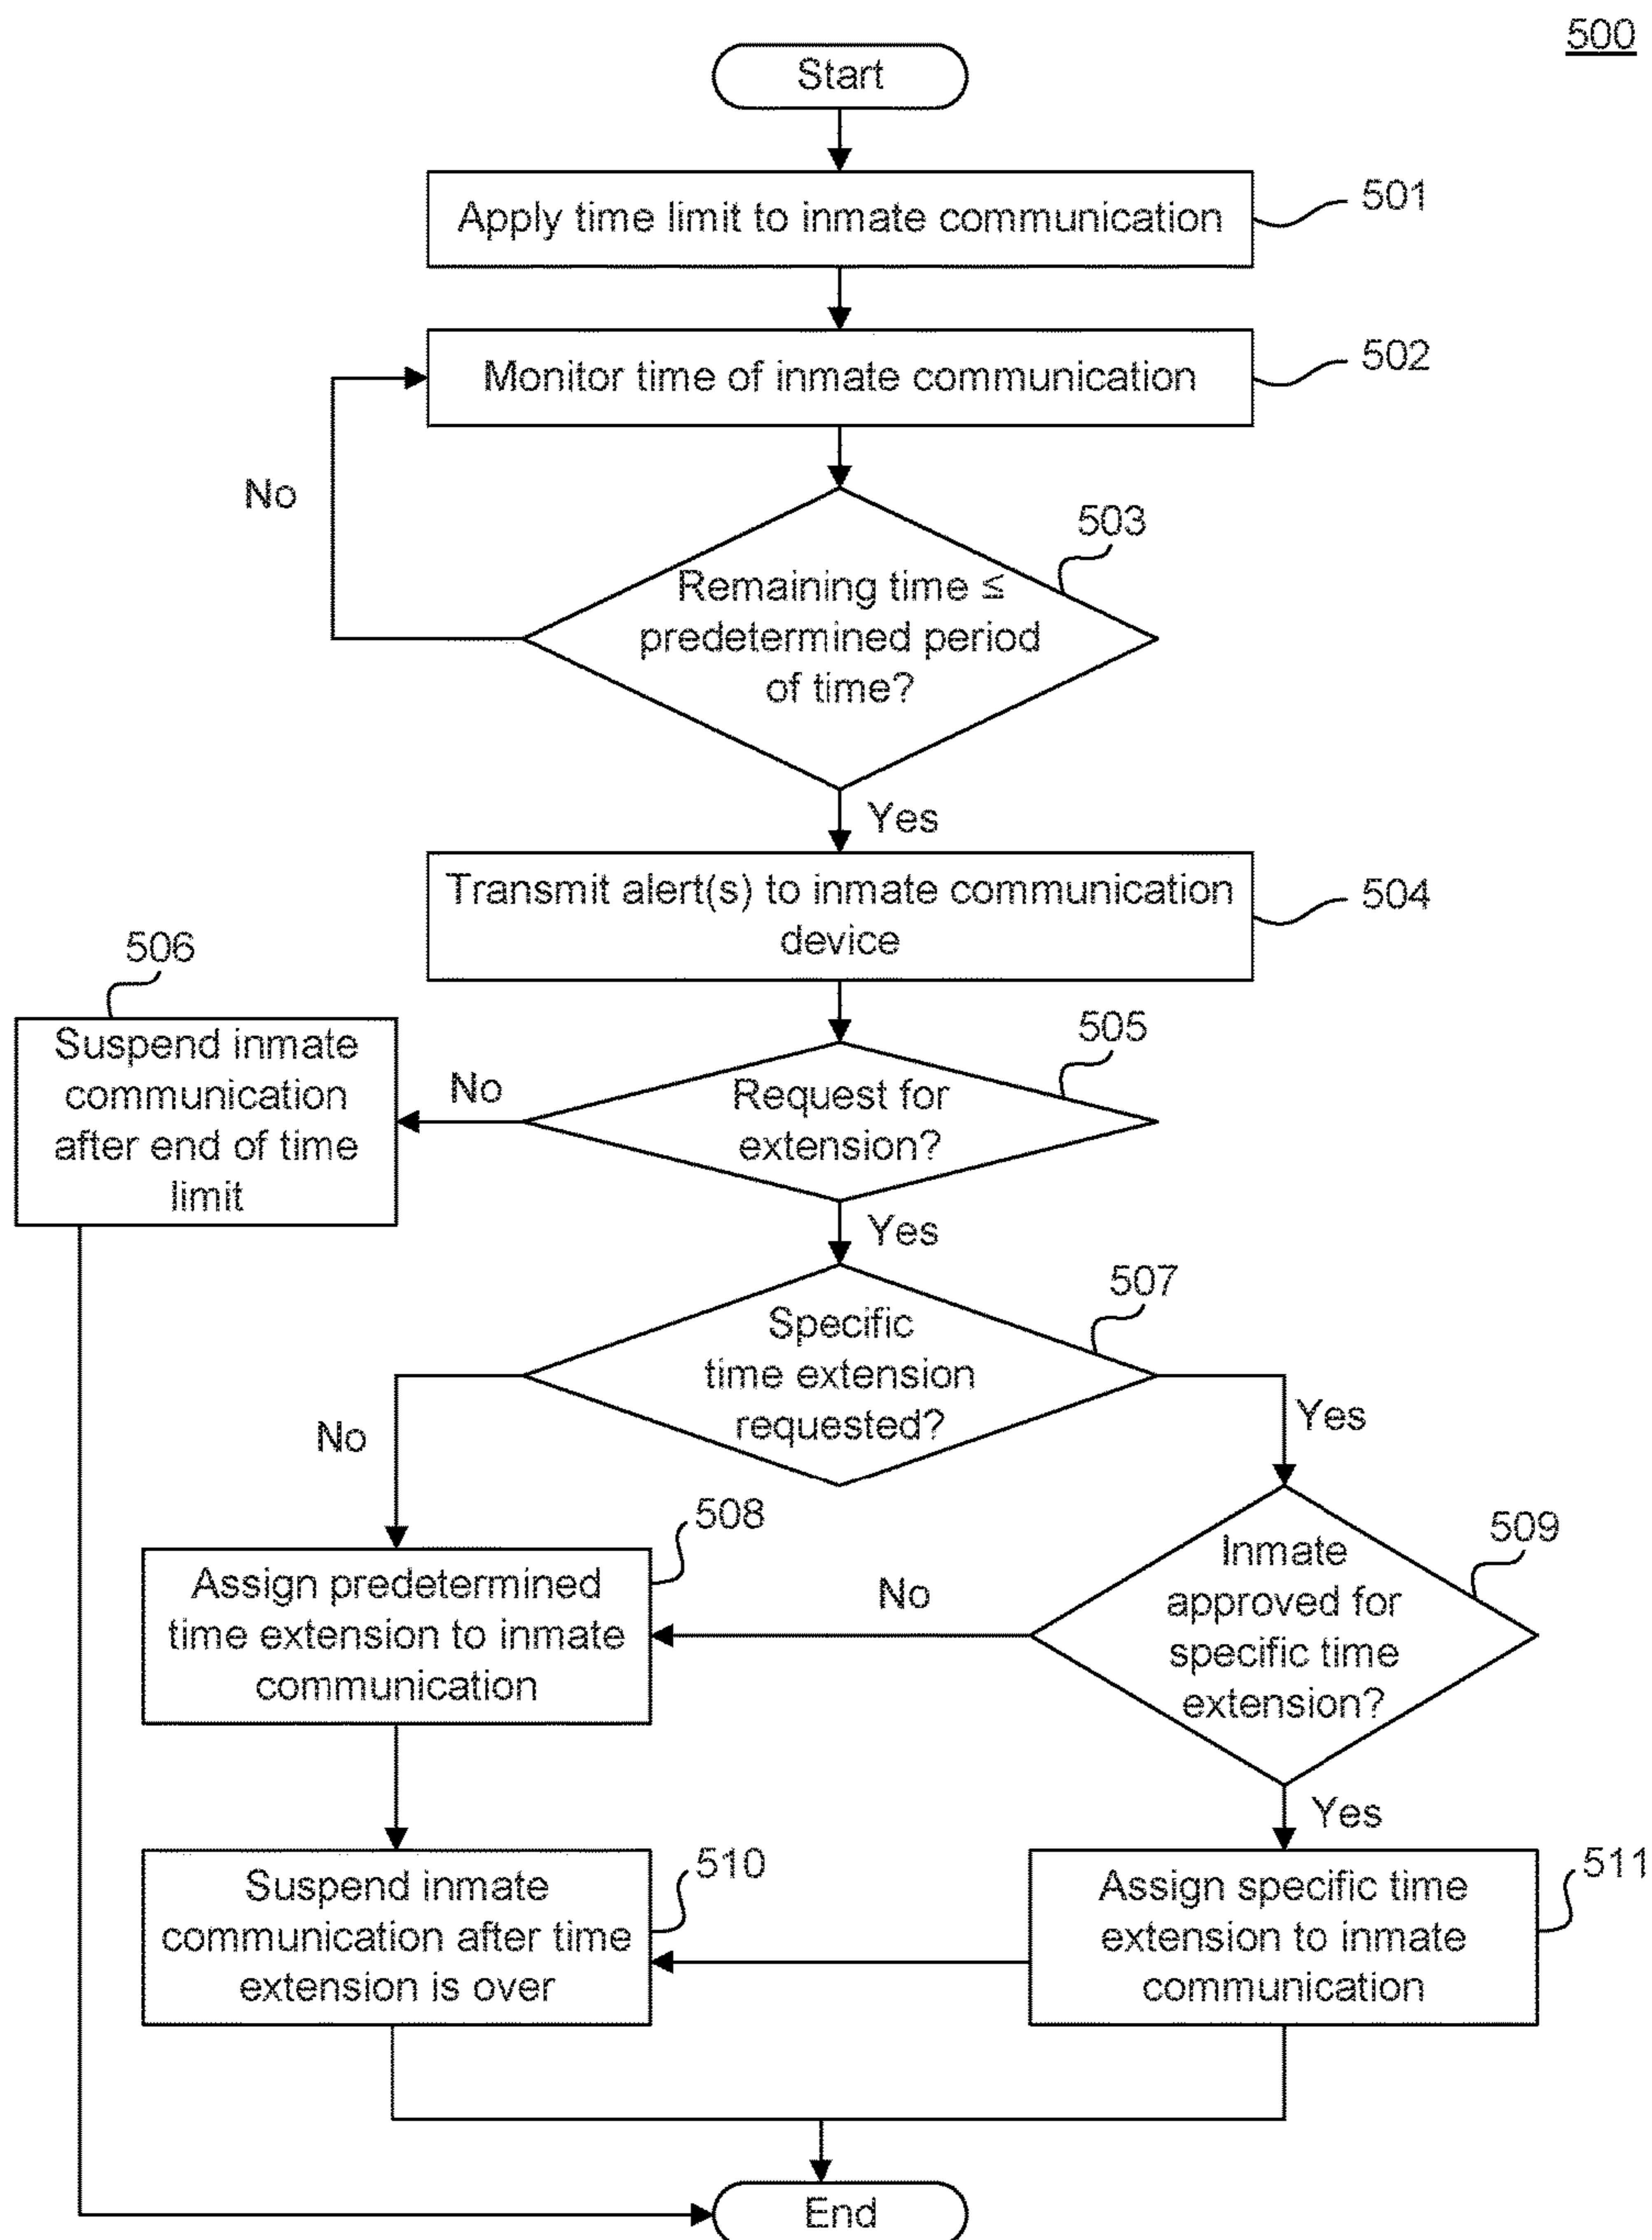 500
Start
Apply time limit to inmate communication
501
Monitor time of inmate communication
502
No
503
Remaining time ≤
predetermined period
of time?
Yes
Transmit alert(s) to inmate communication
device
504
506
Suspend inmate
communication
after end of time
limit
No
505
Request for
extension?
Yes
507
Specific
time extension
requested?
No
Yes
508
Assign predetermined
time extension to inmate
communication
No
509
Inmate
approved for
specific time
extension?
Yes
510
Suspend inmate
communication after time
extension is over
511
Assign specific time
extension to inmate
communication
End